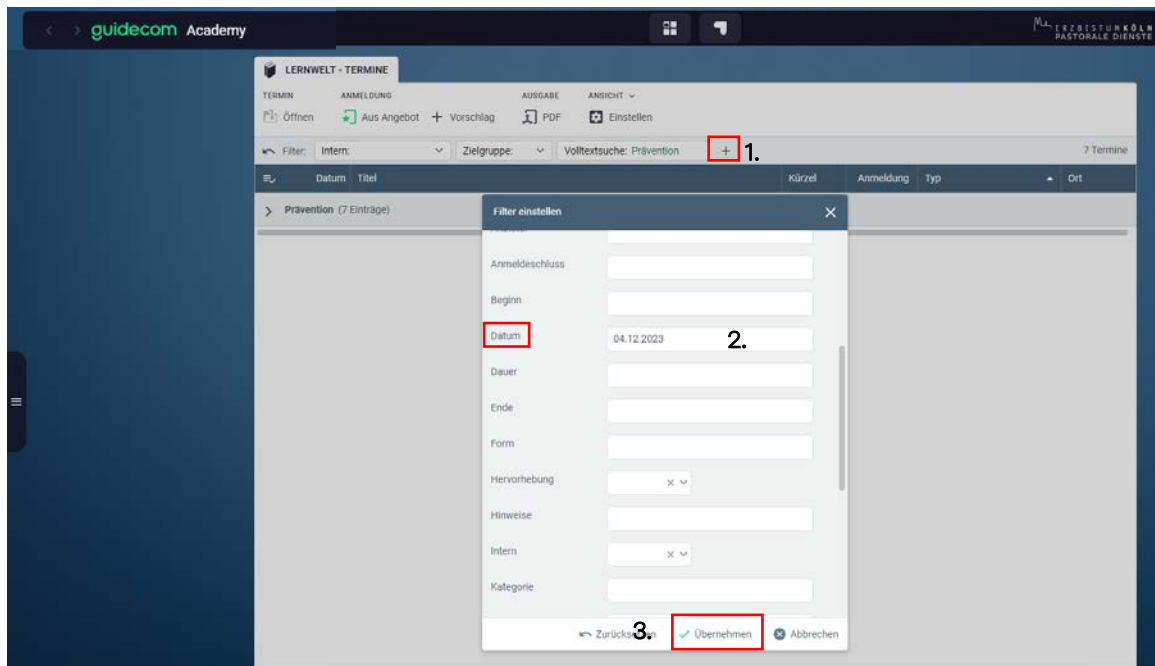 guidecom Academy
ERZBISTUM KÖLN
PASTORALE DIENSTE
LERNWELT - TERMINE
TERMIN ANMELDUNG AUSGABE ANSICHT
Öffnen Aus Angebot + Vorschlag PDF Einstellen
Filter: Intern: Zielgruppe: Volltextsuche: Prävention + 1. 7 Termine
Datum Titel Kürzel Anmeldung Typ Ort
Prävention (7 Einträge)
Filter einstellen
Anmeldeschluss
Beginn
Datum 04.12.2023 2.
Dauer
Ende
Form
Hervorhebung
Hinweise
Intern
Kategorie
3. Übernehmen Abbrechen